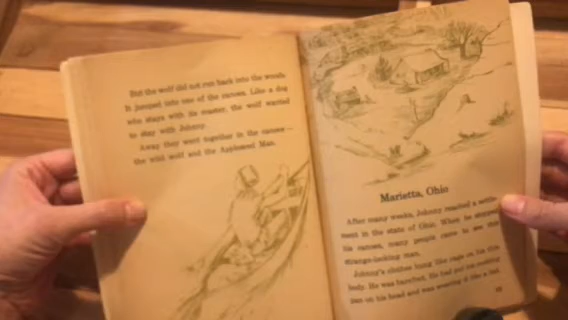 But the wolf did not run back into the woods.
It jumped into one of the canoes. Like a dog
who stays with its master, the wolf wanted
to stay with Johnny.
Away they went together in the canoes—
the wild wolf and the Appleseed Man.
Marietta, Ohio
After many weeks, Johnny reached a settle-
ment in the state of Ohio. When he stopped
his canoes, many people came to see this
strange-looking man.
Johnny's clothes hung like rags on his thin
body. He was barefoot. He had put his cooking
pan on his head and was wearing it like a hat.